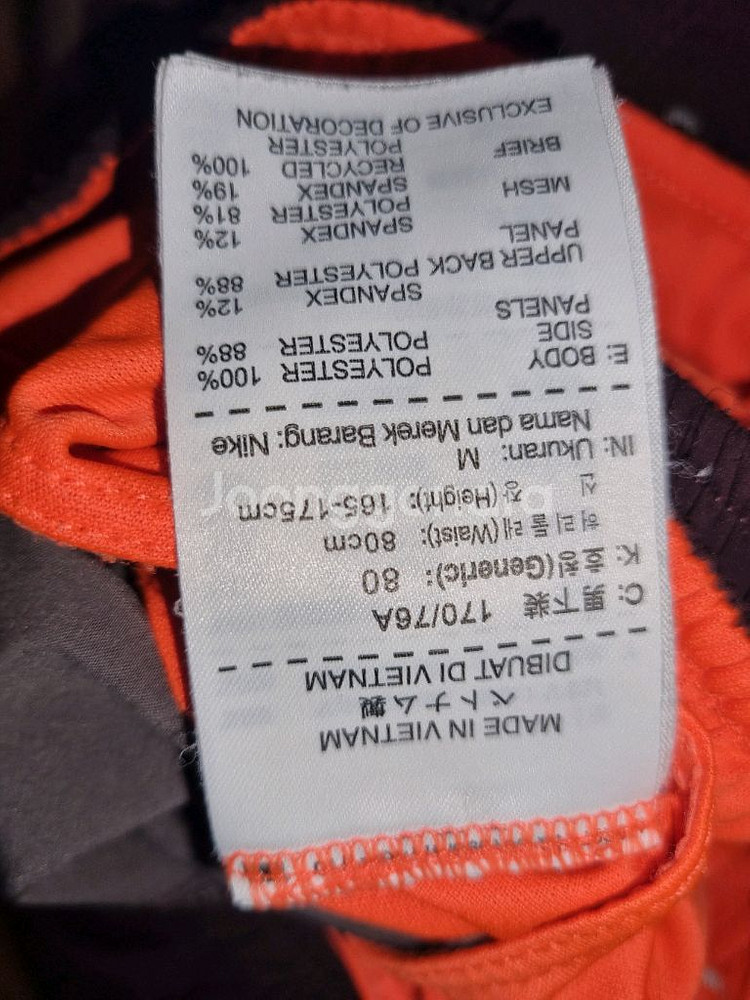 MADE IN VIETNAM
ベトナム製
DIBUAT DI VIETNAM
C: 男下装 170/76A
K: 호칭(Generic): 80
허리둘레(Waist): 80cm
신 장(Height): 165-175cm
IN: Ukuran: M
Nama dan Merek Barang: Nike
E: BODY POLYESTER 100%
SIDE POLYESTER 88%
PANELS SPANDEX 12%
UPPER BACK POLYESTER 88%
PANEL SPANDEX 12%
MESH POLYESTER 81%
SPANDEX 19%
BRIEF RECYCLED 100%
POLYESTER
EXCLUSIVE OF DECORATION
Joonggonara